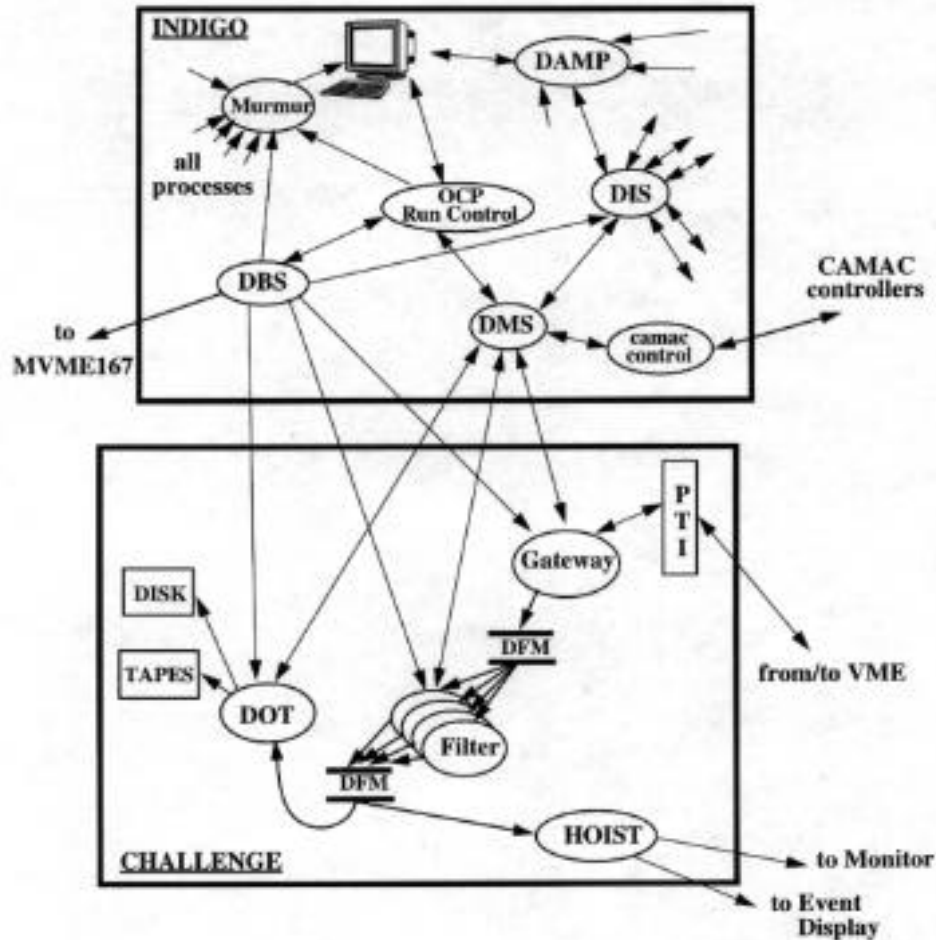 INDIGO
DAMP
Murmur
all
processes
OCP
Run Control
DIS
DBS
CAMAC
controllers
to
MVME167
DMS
camac
control
P
T
I
Gateway
DISK
DFM
TAPES
from/to VME
DOT
Filter
DFM
HOIST
CHALLENGE
to Monitor
to Event
Display